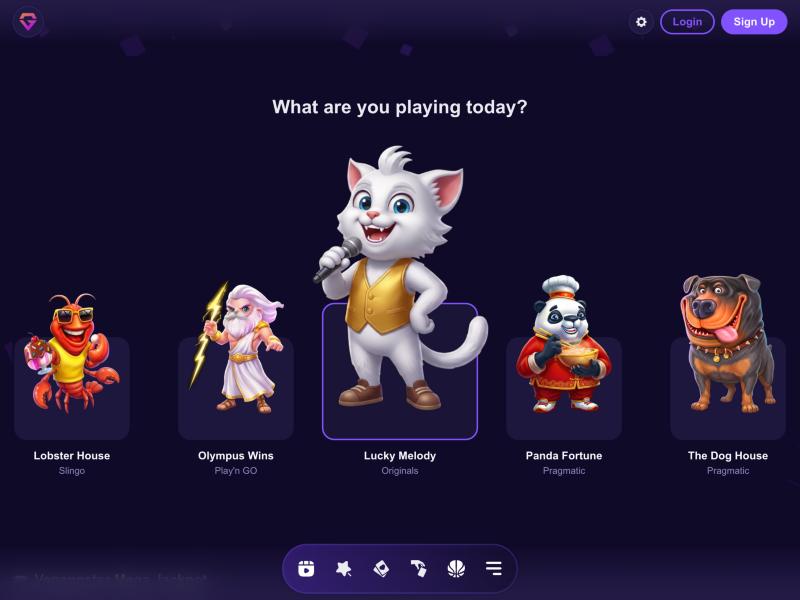 Login
Sign Up
What are you playing today?
Lobster House
Slingo
Olympus Wins
Play'n GO
Lucky Melody
Originals
Panda Fortune
Pragmatic
The Dog House
Pragmatic